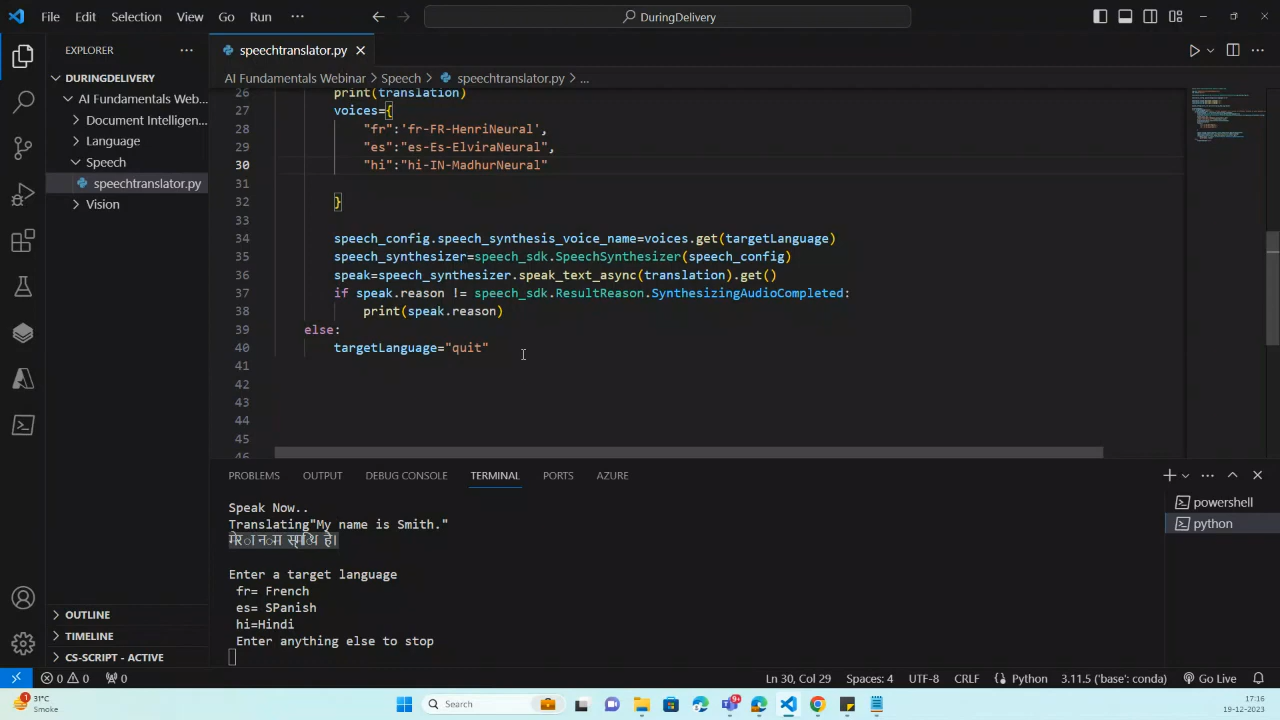 File Edit Selection View Go Run ··· DuringDelivery
EXPLORER ···
DURINGDELIVERY
AI Fundamentals Web...
Document Intelligen...
Language
Speech
speechtranslator.py
Vision
OUTLINE
TIMELINE
CS-SCRIPT - ACTIVE
speechtranslator.py
AI Fundamentals Webinar > Speech > speechtranslator.py > ...
26 print(translation)
27 voices={
28 "fr":'fr-FR-HenriNeural',
29 "es":"es-Es-ElviraNeural",
30 "hi":"hi-IN-MadhurNeural"
31
32 }
33
34 speech_config.speech_synthesis_voice_name=voices.get(targetLanguage)
35 speech_synthesizer=speech_sdk.SpeechSynthesizer(speech_config)
36 speak=speech_synthesizer.speak_text_async(translation).get()
37 if speak.reason != speech_sdk.ResultReason.SynthesizingAudioCompleted:
38 print(speak.reason)
39 else:
40 targetLanguage="quit"
41
42
43
44
45
46
PROBLEMS OUTPUT DEBUG CONSOLE TERMINAL PORTS AZURE
Speak Now..
Translating"My name is Smith."
Enter a target language
fr= French
es= SPanish
hi=Hindi
Enter anything else to stop
powershell
python
0 0 0 Ln 30, Col 29 Spaces: 4 UTF-8 CRLF Python 3.11.5 ('base': conda) Go Live
31°C
Smoke
Search
17:16
19-12-2023